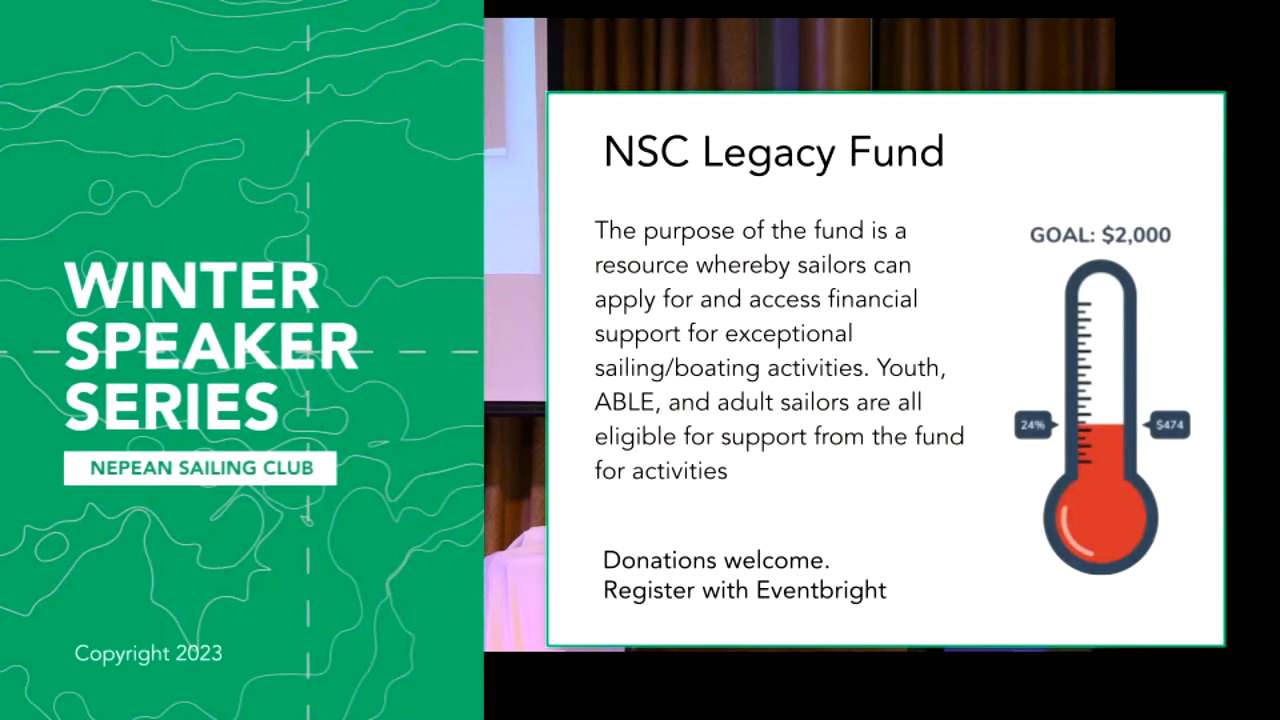 WINTER
SPEAKER
SERIES
NEPEAN SAILING CLUB
Copyright 2023
NSC Legacy Fund
The purpose of the fund is a
resource whereby sailors can
apply for and access financial
support for exceptional
sailing/boating activities. Youth,
ABLE, and adult sailors are all
eligible for support from the fund
for activities
Donations welcome.
Register with Eventbright
GOAL: $2,000
24%
$474